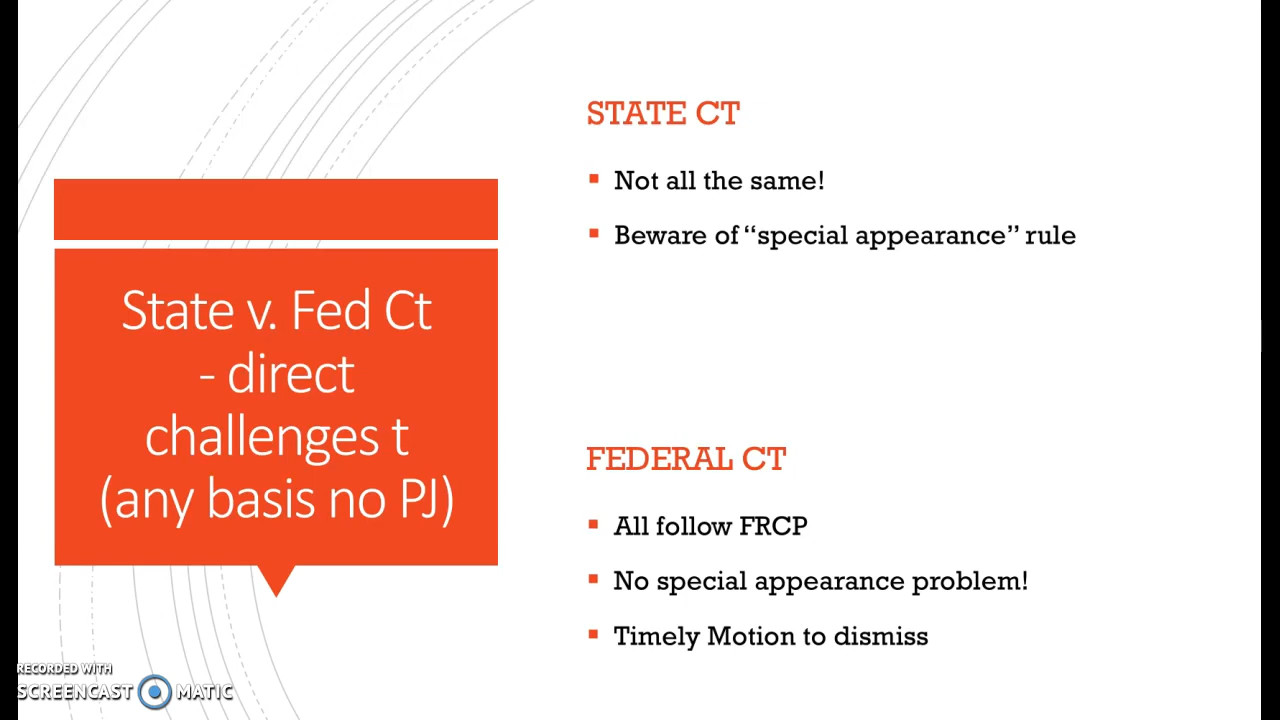 State v. Fed Ct
- direct
challenges t
(any basis no PJ)
STATE CT
▪ Not all the same!
▪ Beware of “special appearance” rule
FEDERAL CT
▪ All follow FRCP
▪ No special appearance problem!
▪ Timely Motion to dismiss
RECORDED WITH
SCREENCAST MATIC